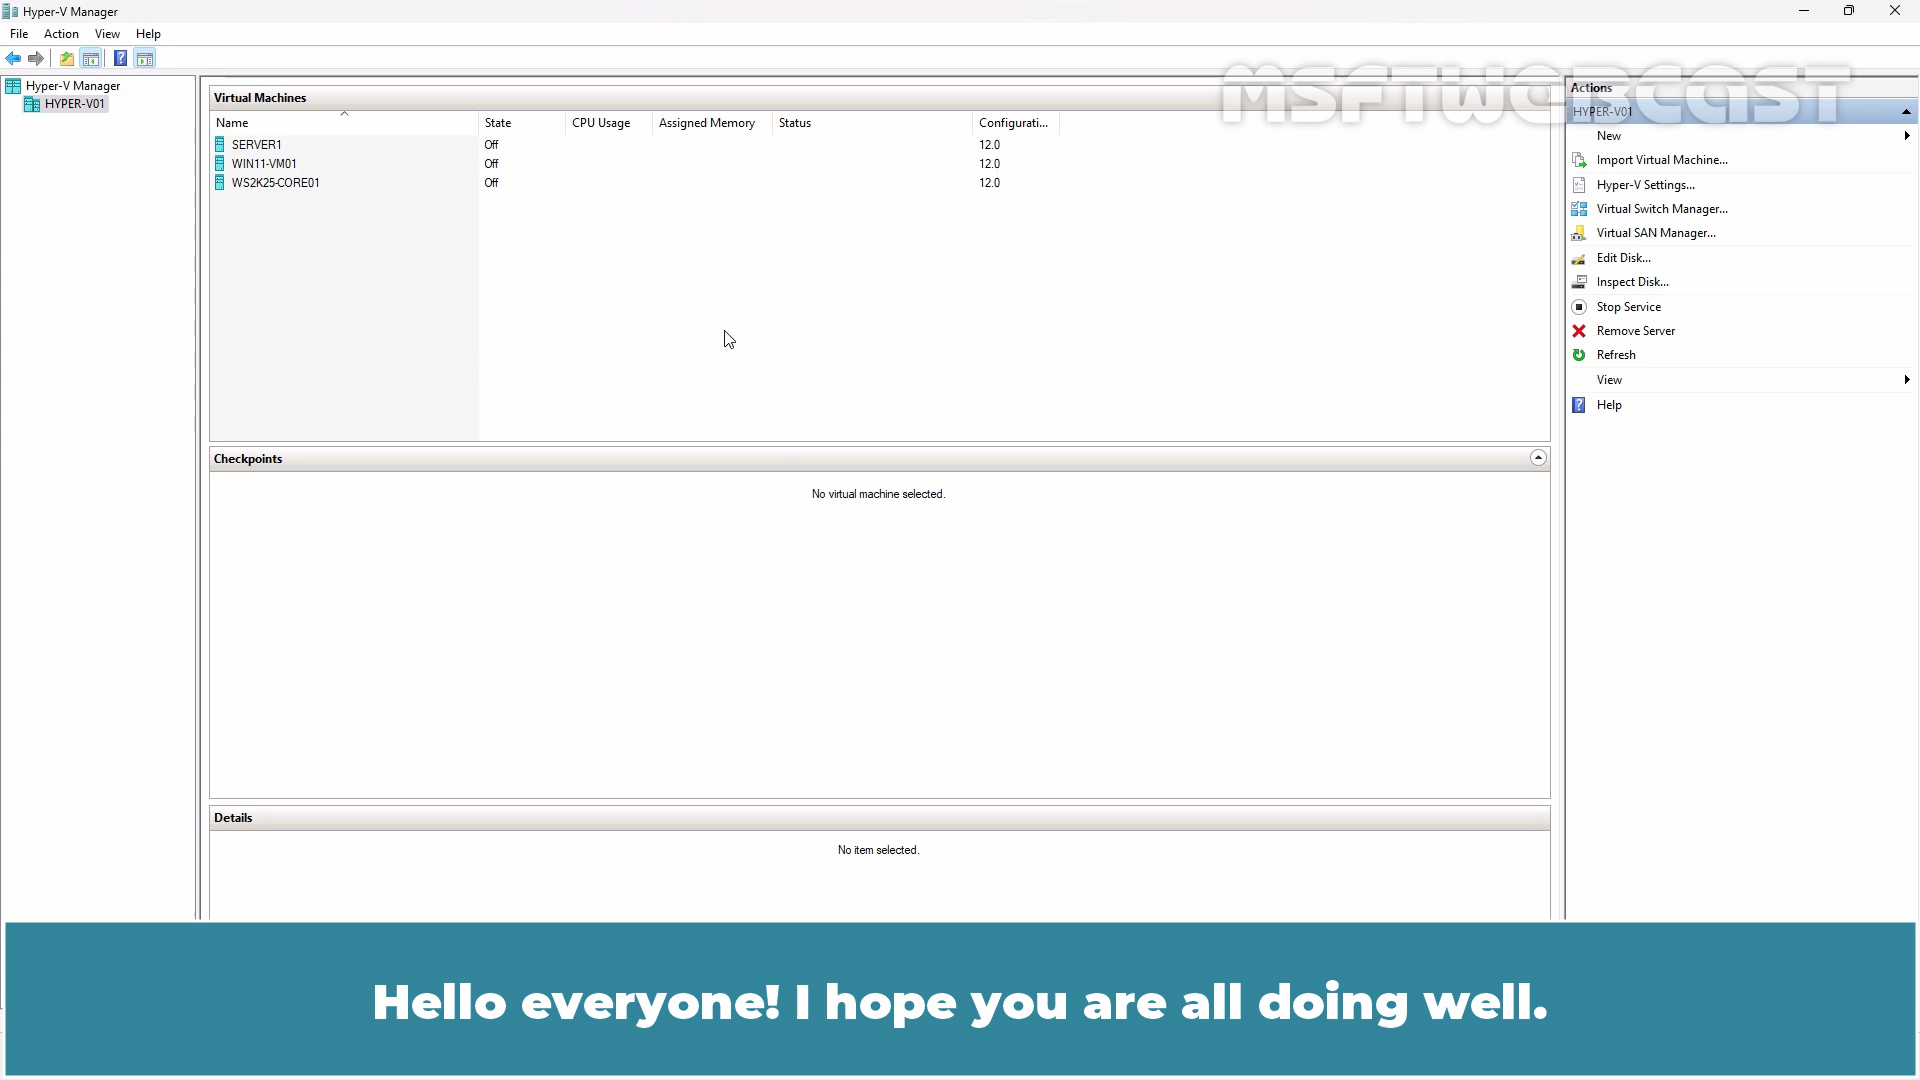 Hyper-V Manager
File Action View Help
Hyper-V Manager
HYPER-V01
Virtual Machines
Name State CPU Usage Assigned Memory Status Configurati...
SERVER1 Off 12.0
WIN11-VM01 Off 12.0
WS2K25-CORE01 Off 12.0
Checkpoints
No virtual machine selected.
Details
No item selected.
MSFTWEBCAST
Actions
HYPER-V01
New
Import Virtual Machine...
Hyper-V Settings...
Virtual Switch Manager...
Virtual SAN Manager...
Edit Disk...
Inspect Disk...
Stop Service
Remove Server
Refresh
View
Help
Hello everyone! I hope you are all doing well.